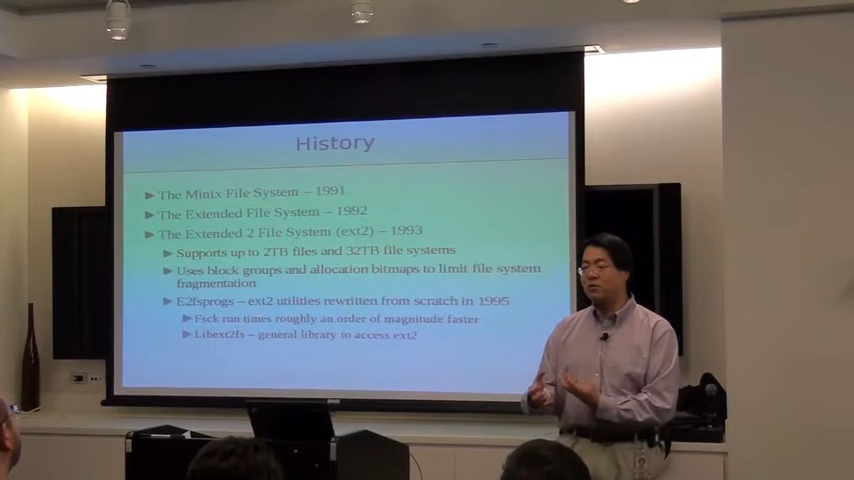 History
The Minix File System – 1991
The Extended File System – 1992
The Extended 2 File System (ext2) – 1993
Supports up to 2TB files and 32TB file systems
Uses block groups and allocation bitmaps to limit file system
fragmentation
E2fsprogs – ext2 utilities rewritten from scratch in 1995
Fsck run times roughly an order of magnitude faster
Libext2fs – general library to access ext2